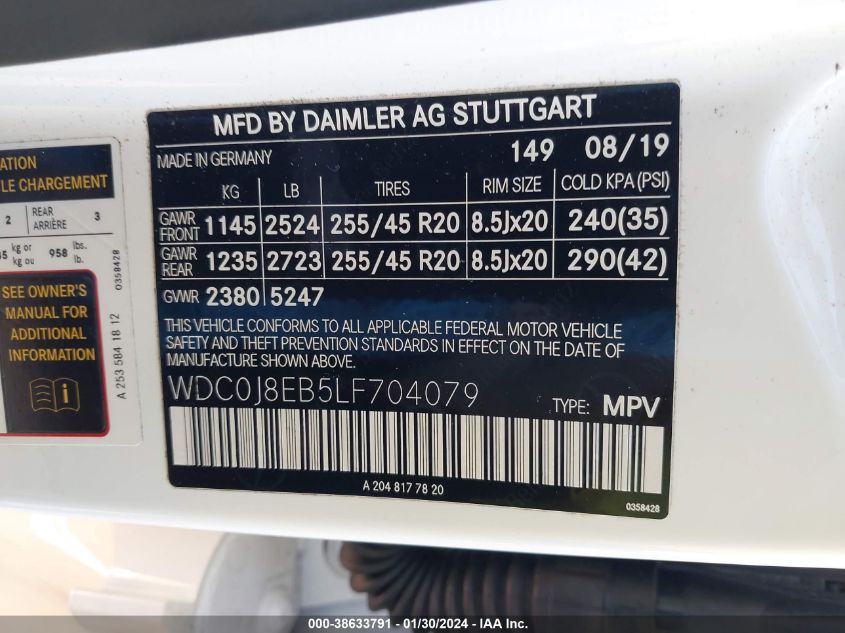 ATION
LE CHARGEMENT
2 REAR ARRIÈRE 3
kg or kg ou 958 lbs. lb.
SEE OWNER'S
MANUAL FOR
ADDITIONAL
INFORMATION
0358428
A 253 584 18 12
MFD BY DAIMLER AG STUTTGART
MADE IN GERMANY 149 08/19
KG LB TIRES RIM SIZE COLD KPA (PSI)
GAWR FRONT 1145 2524 255/45 R20 8.5Jx20 240(35)
GAWR REAR 1235 2723 255/45 R20 8.5Jx20 290(42)
GVWR 2380 5247
THIS VEHICLE CONFORMS TO ALL APPLICABLE FEDERAL MOTOR VEHICLE
SAFETY AND THEFT PREVENTION STANDARDS IN EFFECT ON THE DATE OF
MANUFACTURE SHOWN ABOVE.
WDC0J8EB5LF704079 TYPE: MPV
A 204 817 78 20
0358428
000-38633791 - 01/30/2024 - IAA Inc.